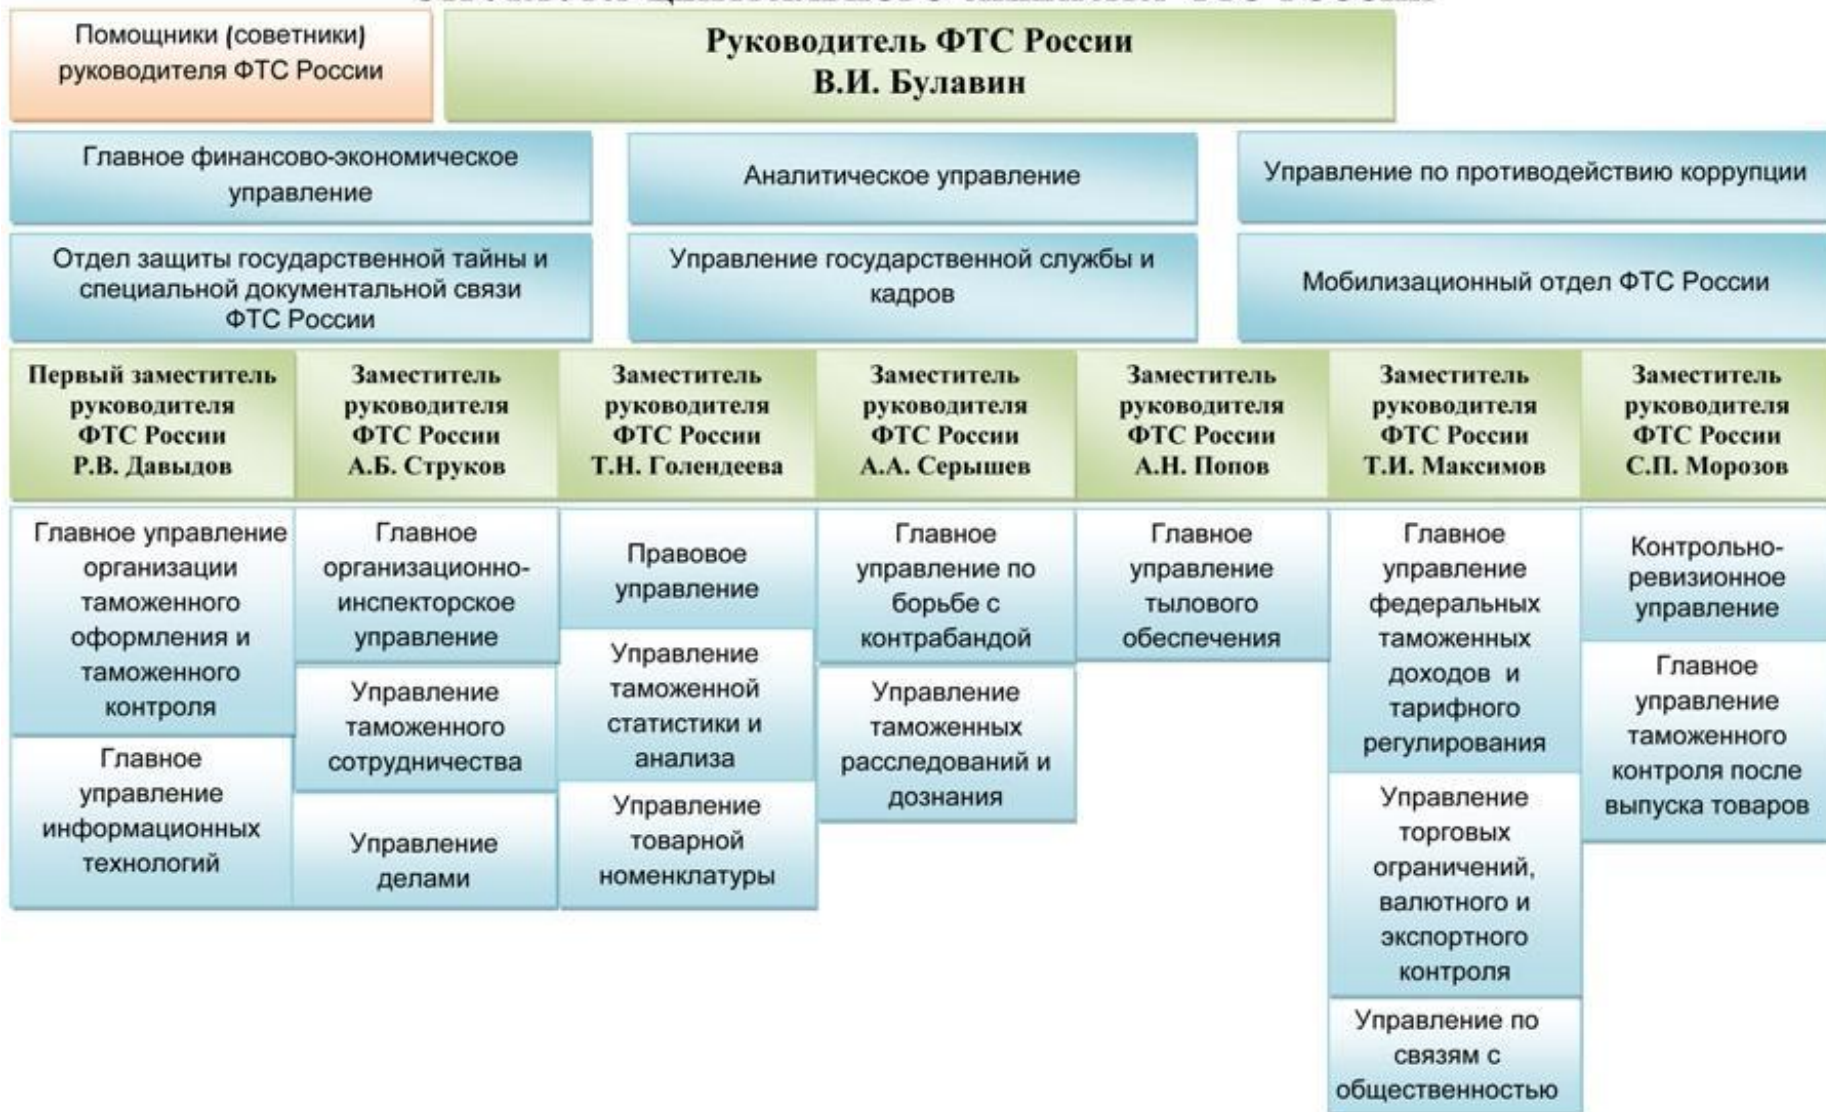 Помощники (советники)
руководителя ФТС России
Руководитель ФТС России
В.И. Булавин
Главное финансово-экономическое
управление
Аналитическое управление
Управление по противодействию коррупции
Отдел защиты государственной тайны и
специальной документальной связи
ФТС России
Управление государственной службы и
кадров
Мобилизационный отдел ФТС России
Первый заместитель
руководителя
ФТС России
Р.В. Давыдов
Заместитель
руководителя
ФТС России
А.Б. Струков
Заместитель
руководителя
ФТС России
Т.Н. Голендеева
Заместитель
руководителя
ФТС России
А.А. Серышев
Заместитель
руководителя
ФТС России
А.Н. Попов
Заместитель
руководителя
ФТС России
Т.И. Максимов
Заместитель
руководителя
ФТС России
С.П. Морозов
Главное управление
организации
таможенного
оформления и
таможенного
контроля
Главное
управление
информационных
технологий
Главное
организационно-
инспекторское
управление
Управление
таможенного
сотрудничества
Управление
делами
Правовое
управление
Управление
таможенной
статистики и
анализа
Управление
товарной
номенклатуры
Главное
управление по
борьбе с
контрабандой
Управление
таможенных
расследований и
дознания
Главное
управление
тылового
обеспечения
Главное
управление
федеральных
таможенных
доходов и
тарифного
регулирования
Управление
торговых
ограничений,
валютного и
экспортного
контроля
Управление по
связям с
общественностью
Контрольно-
ревизионное
управление
Главное
управление
таможенного
контроля после
выпуска товаров